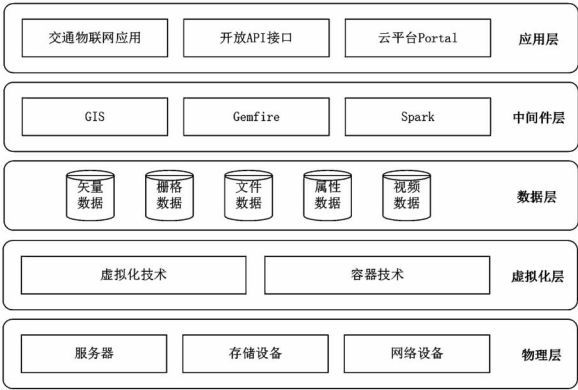 交通物联网应用
开放API接口
云平台Portal
应用层
GIS
Gemfire
Spark
中间件层
矢量
数据
栅格
数据
文件
数据
属性
数据
视频
数据
数据层
虚拟化技术
容器技术
虚拟化层
服务器
存储设备
网络设备
物理层